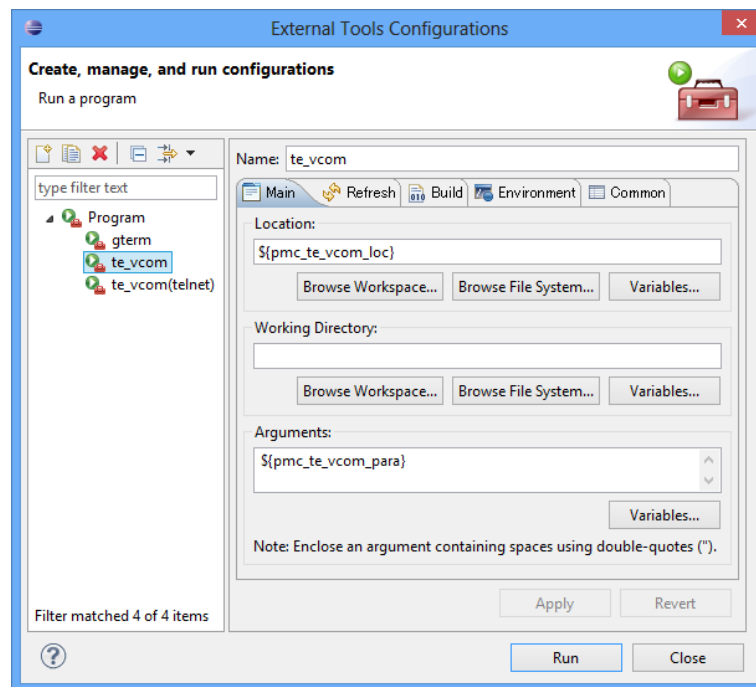 External Tools Configurations
Create, manage, and run configurations
Run a program
type filter text
Program
gterm
te_vcom
te_vcom(telnet)
Filter matched 4 of 4 items
Name: te_vcom
Main Refresh Build Environment Common
Location:
${pmc_te_vcom_loc}
Browse Workspace... Browse File System... Variables...
Working Directory:
Browse Workspace... Browse File System... Variables...
Arguments:
${pmc_te_vcom_para}
Variables...
Note: Enclose an argument containing spaces using double-quotes (").
Apply Revert
Run Close